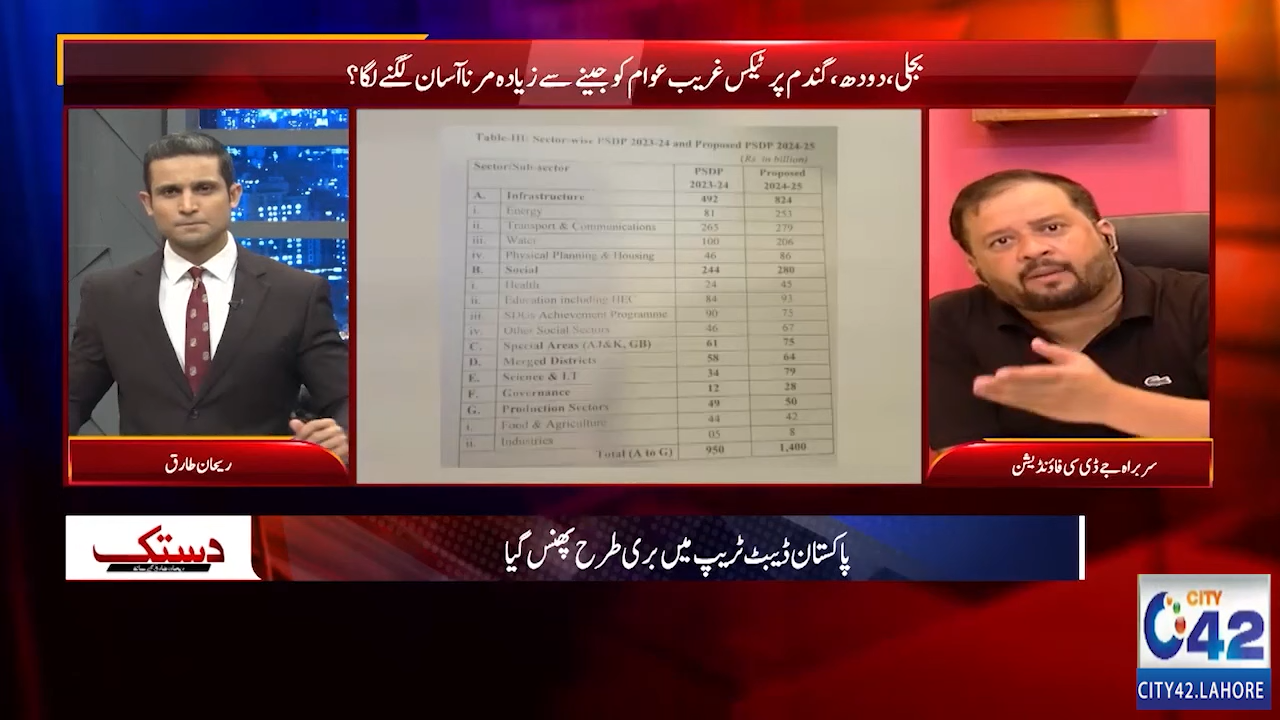 بجلی، دودھ، گندم پر ٹیکس غریب عوام کو جینے سے زیادہ مرنا آسان لگنے لگا؟
Table-III: Sector-wise PSDP 2023-24 and Proposed PSDP 2024-25
(Rs. in billion)
Sector/Sub-sector PSDP 2023-24 Proposed 2024-25
A. Infrastructure 492 824
i. Energy 81 253
ii. Transport & Communications 265 279
iii. Water 100 206
iv. Physical Planning & Housing 46 86
B. Social 244 280
i. Health 24 45
ii. Education including HEC 84 93
iii. SDGs Achievement Programme 90 75
iv. Other Social Sectors 46 67
C. Special Areas (AJ&K, GB) 61 75
D. Merged Districts 58 64
E. Science & I.T 34 79
F. Governance 12 28
G. Production Sectors 49 50
i. Food & Agriculture 44 42
ii. Industries 05 8
Total (A to G) 950 1,400
ریحان طارق
سربراہ جے ڈی سی فاؤنڈیشن
دستک
ریحان طارق کے ساتھ
پاکستان ڈیبٹ ٹریپ میں بری طرح پھنس گیا
CITY
42
CITY42.LAHORE